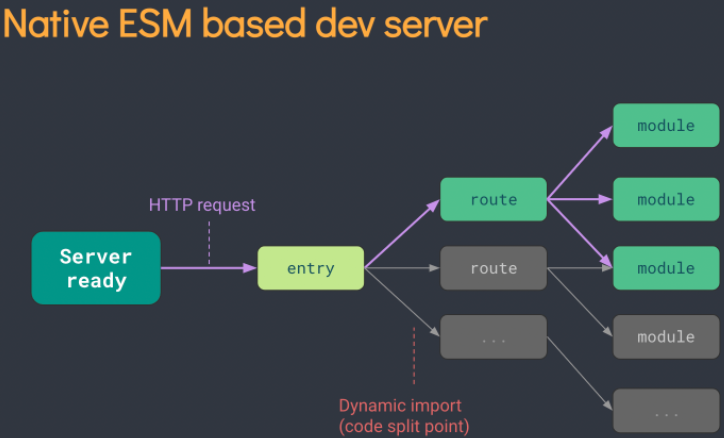 Native ESM based dev server
module
HTTP request
route
module
Server
ready
entry
route
module
...
module
Dynamic import
(code split point)
...